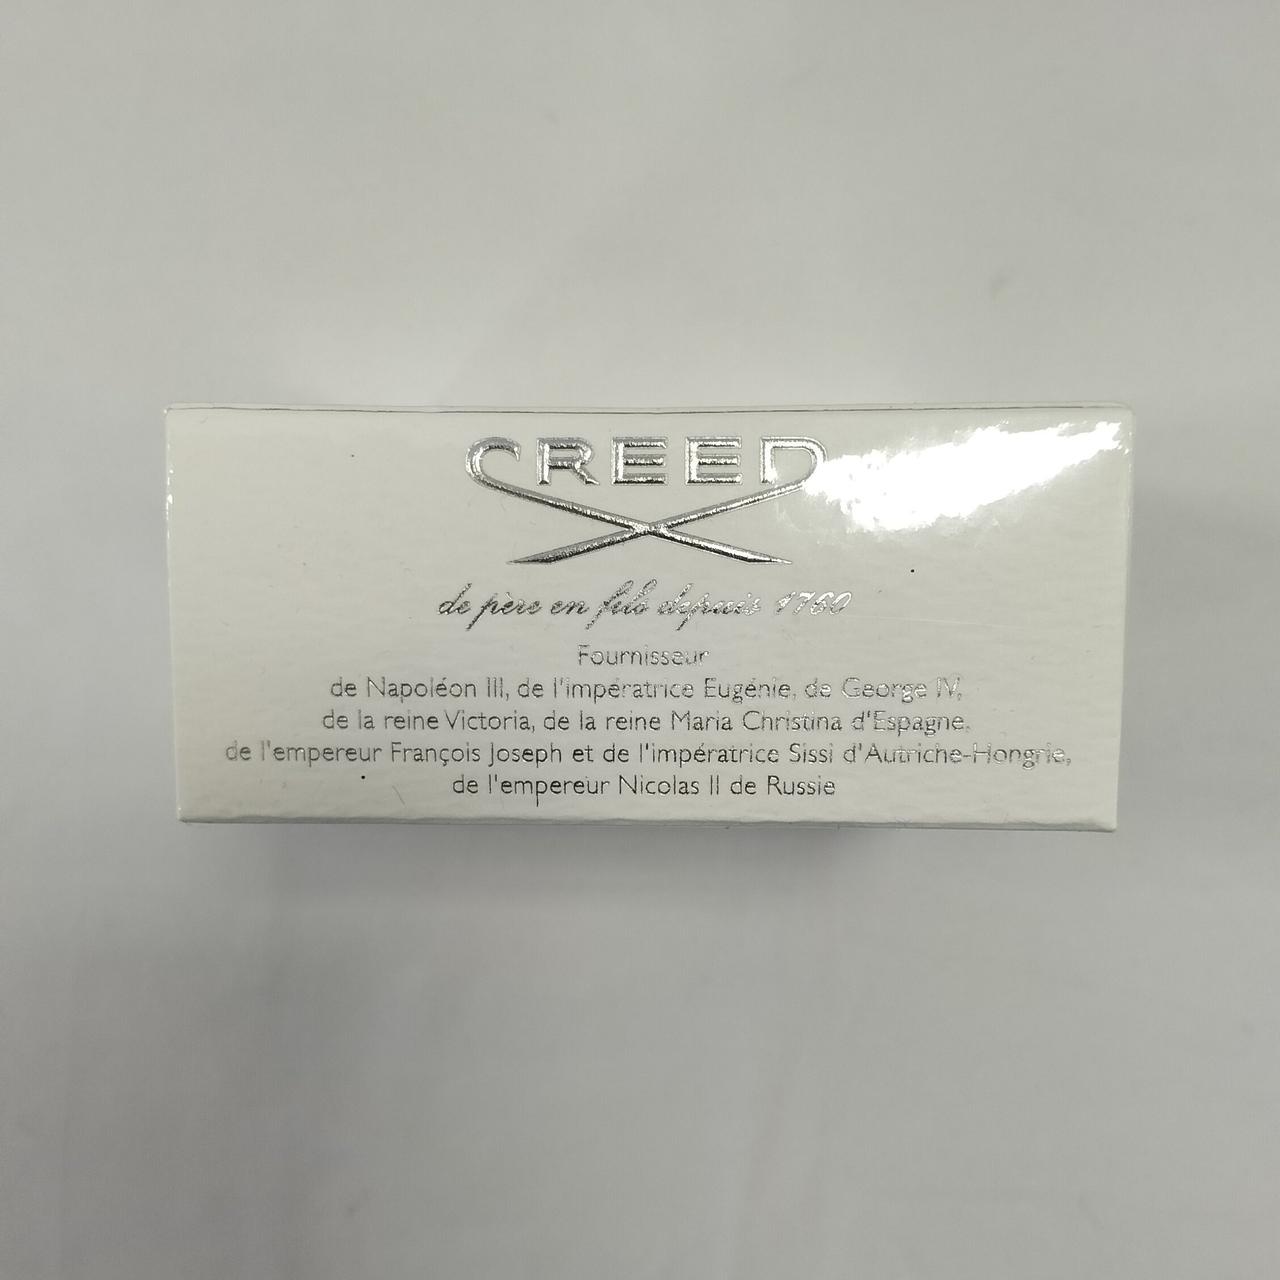 CREED
de père en fils depuis 1760
Fournisseur
de Napoléon III, de l'impératrice Eugénie, de George IV,
de la reine Victoria, de la reine Maria Christina d'Espagne,
de l'empereur François Joseph et de l'impératrice Sissi d'Autriche-Hongrie,
de l'empereur Nicolas II de Russie